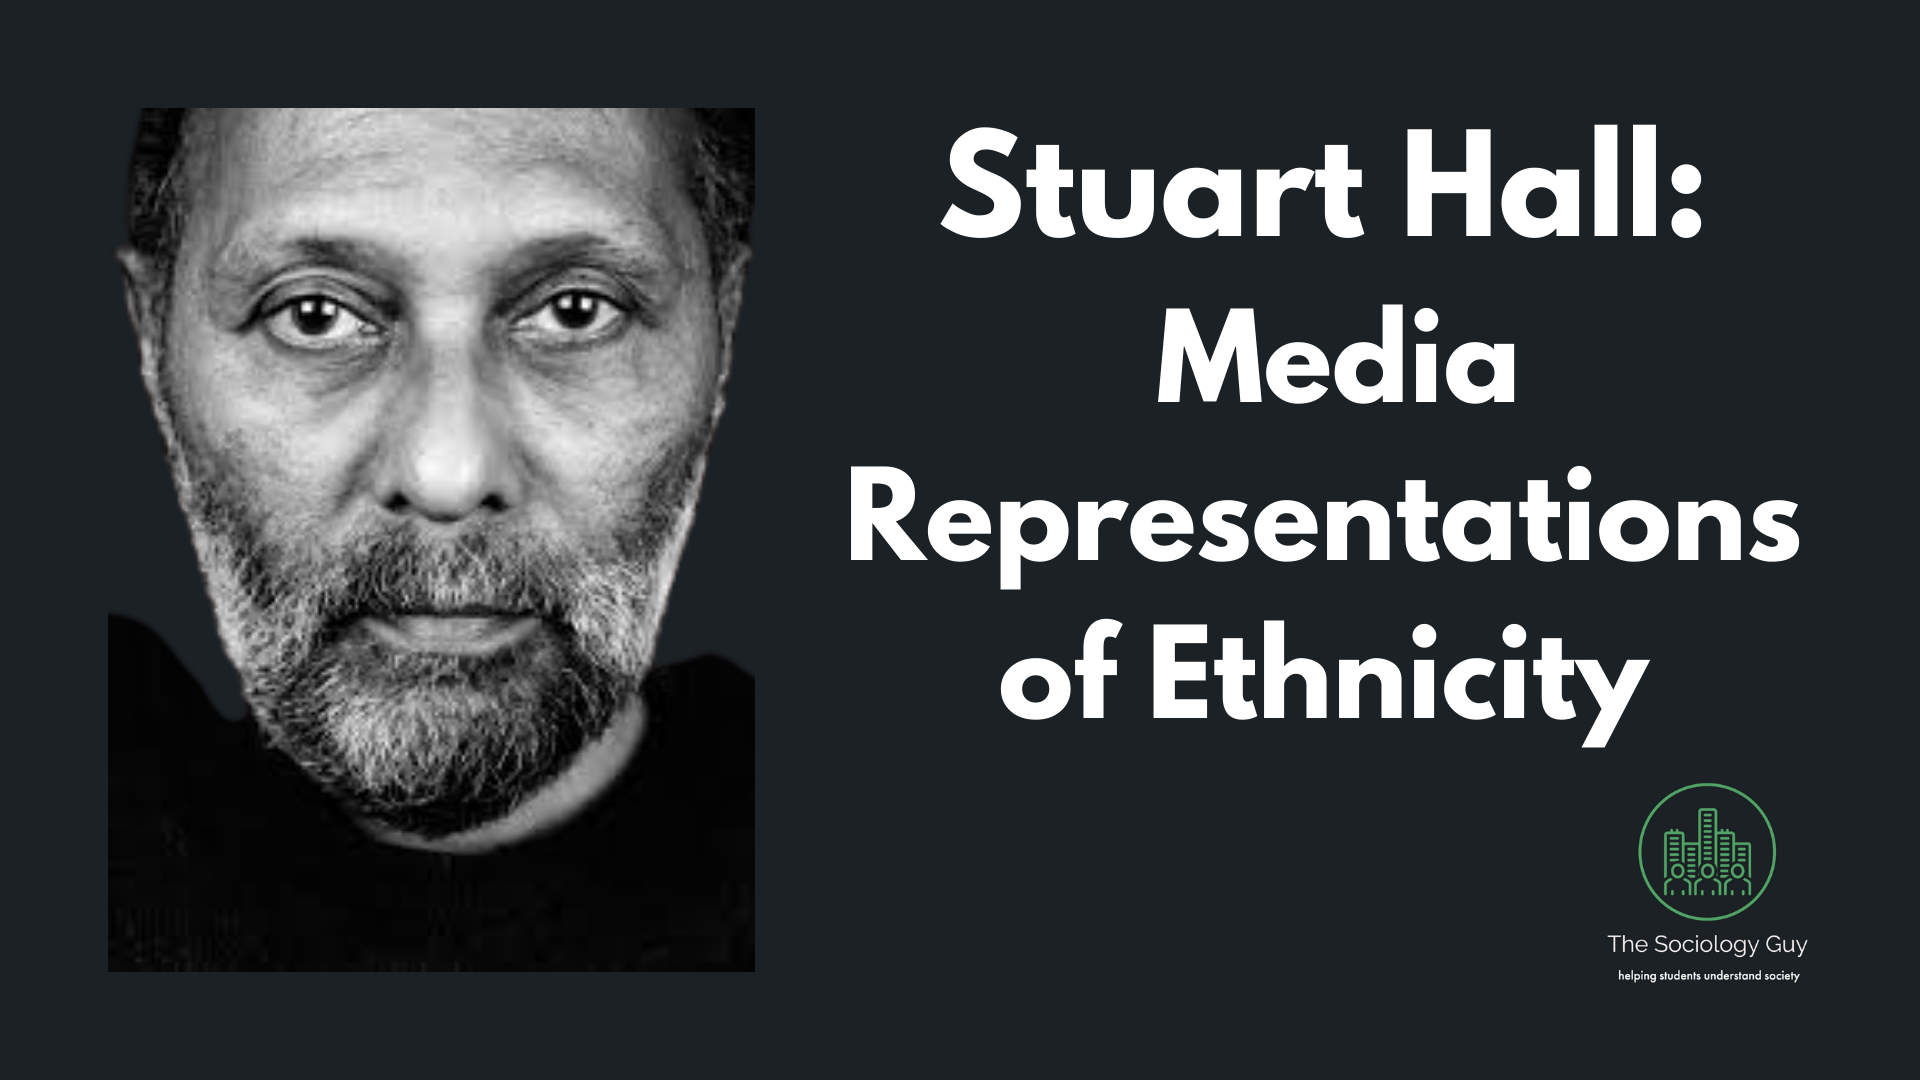 Stuart Hall:
Media
Representations
of Ethnicity
The Sociology Guy
helping students understand society